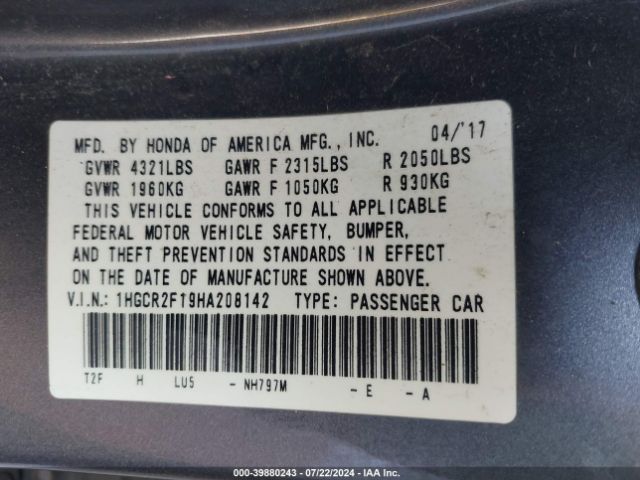 MFD. BY HONDA OF AMERICA MFG., INC. 04/'17
GVWR 4321LBS GAWR F 2315LBS R 2050LBS
GVWR 1960KG GAWR F 1050KG R 930KG
THIS VEHICLE CONFORMS TO ALL APPLICABLE
FEDERAL MOTOR VEHICLE SAFETY, BUMPER,
AND THEFT PREVENTION STANDARDS IN EFFECT
ON THE DATE OF MANUFACTURE SHOWN ABOVE.
V.I.N.: 1HGCR2F19HA208142 TYPE: PASSENGER CAR
T2F H LU5 - NH797M - E - A
000-39880243 - 07/22/2024 - IAA Inc.